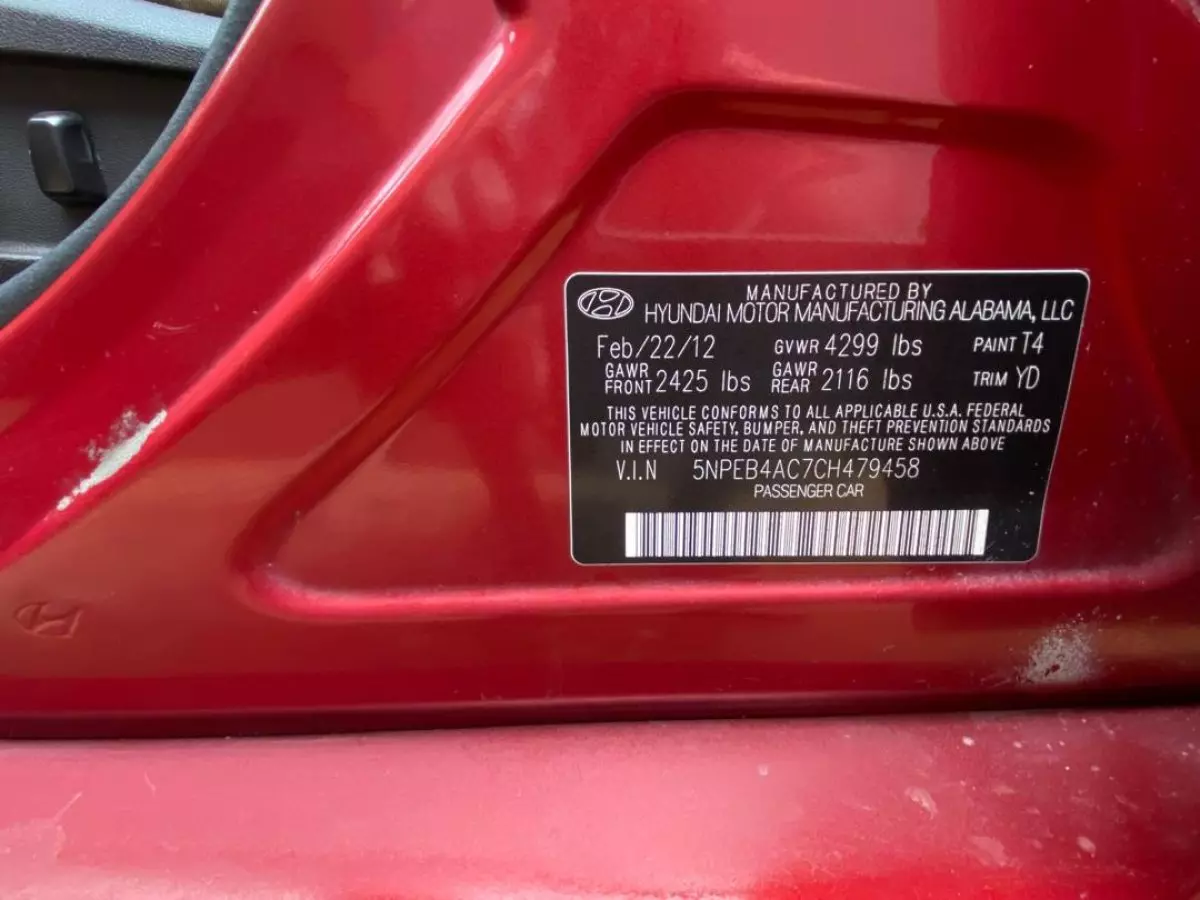 MANUFACTURED BY
HYUNDAI MOTOR MANUFACTURING ALABAMA, LLC
Feb/22/12 GVWR 4299 lbs PAINT T4
GAWR FRONT 2425 lbs GAWR REAR 2116 lbs TRIM YD
THIS VEHICLE CONFORMS TO ALL APPLICABLE U.S.A. FEDERAL
MOTOR VEHICLE SAFETY, BUMPER, AND THEFT PREVENTION STANDARDS
IN EFFECT ON THE DATE OF MANUFACTURE SHOWN ABOVE
V.I.N 5NPEB4AC7CH479458
PASSENGER CAR